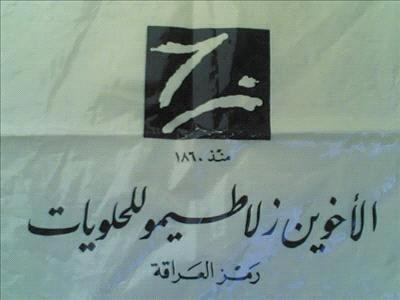 منذ ١٨٦٠
الأخوين زلاطيمو للحلويات
رمز العراقة